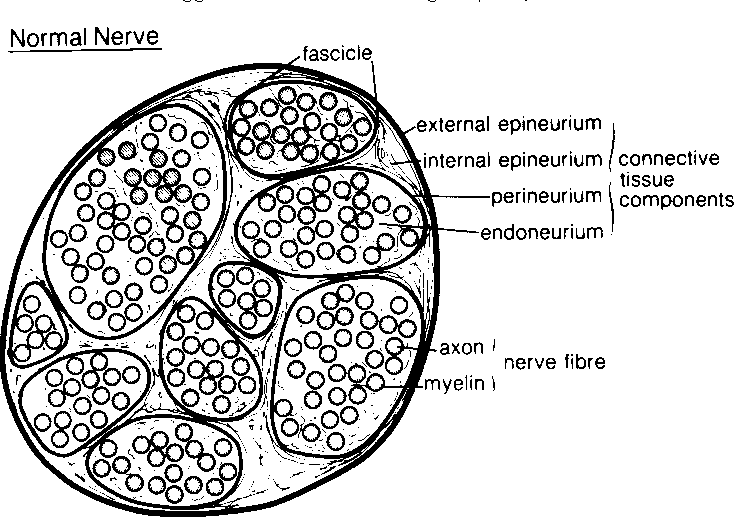 Normal Nerve
fascicle
external epineurium
internal epineurium
perineurium
endoneurium
connective
tissue
components
axon
myelin
nerve fibre